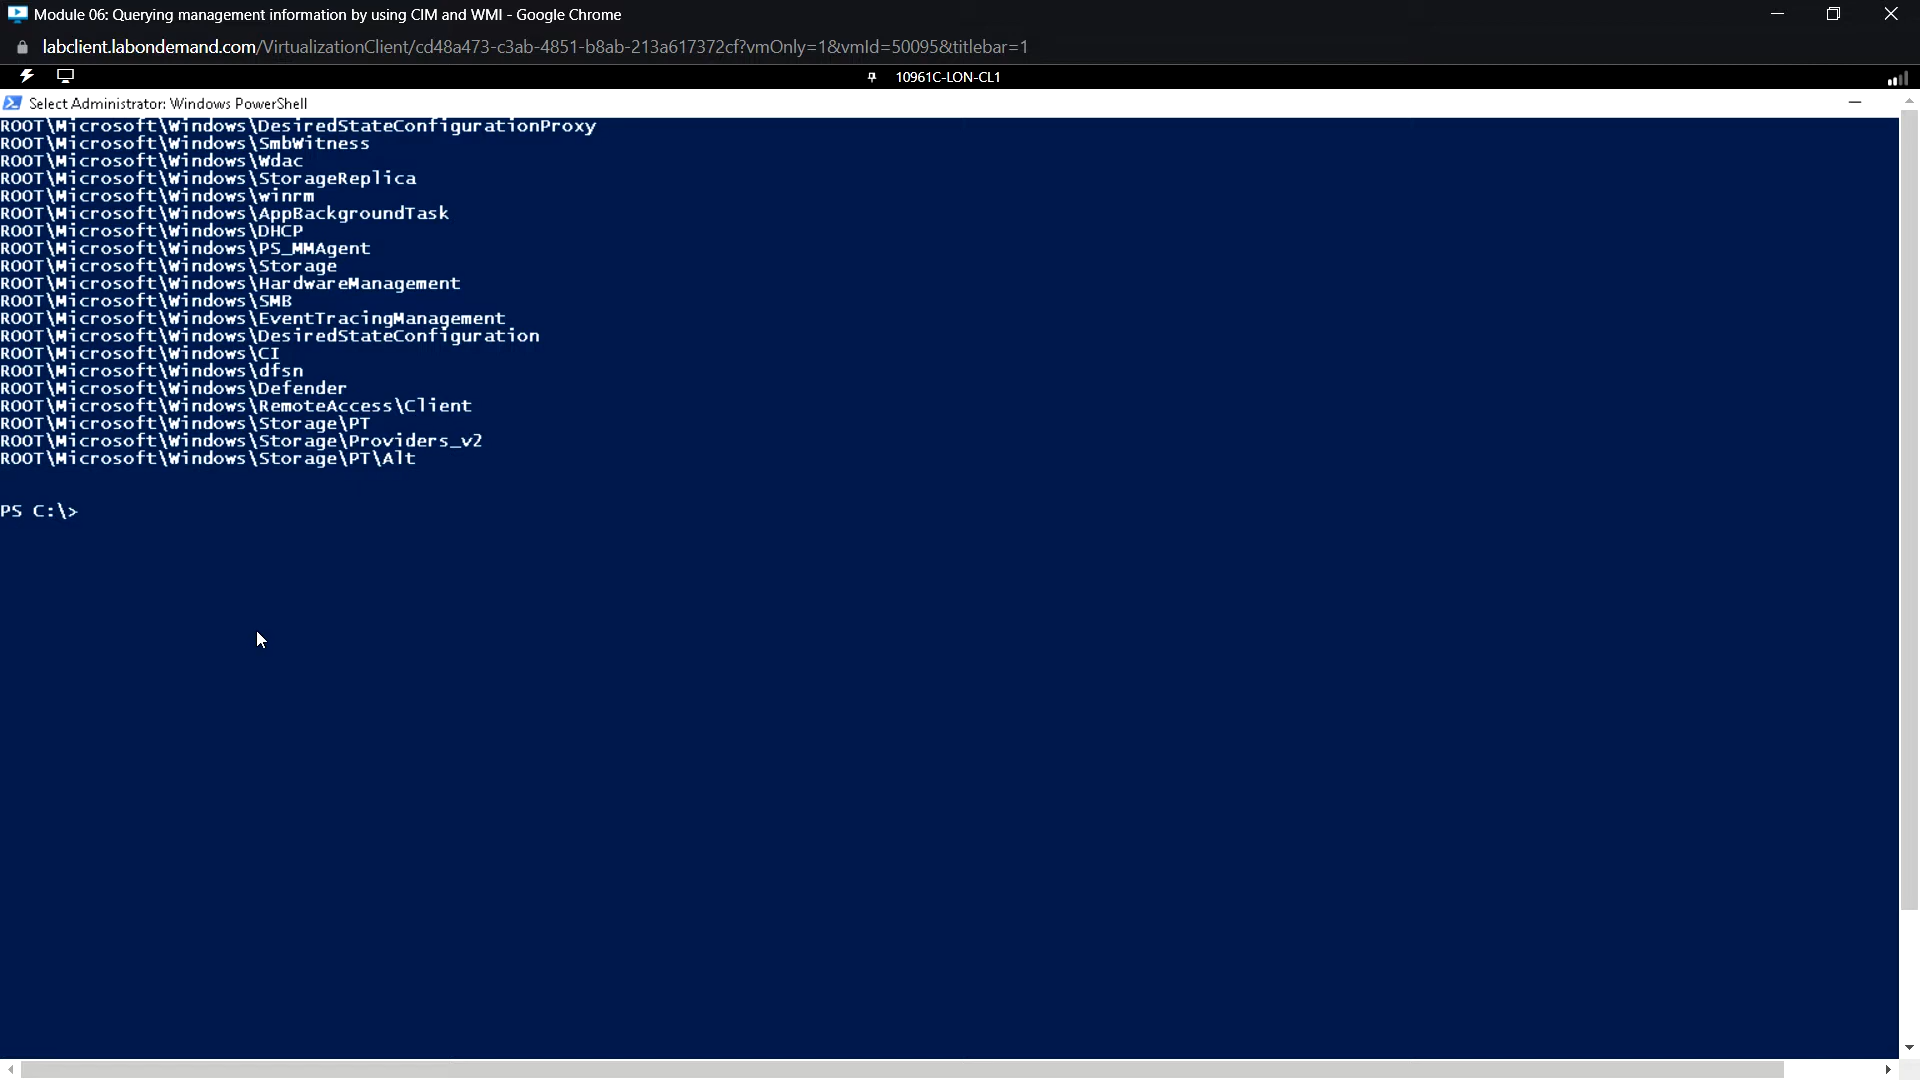 Module 06: Querying management information by using CIM and WMI - Google Chrome
labclient.labondemand.com/VirtualizationClient/cd48a473-c3ab-4851-b8ab-213a617372cf?vmOnly=1&vmId=50095&titlebar=1
10961C-LON-CL1
Select Administrator: Windows PowerShell
ROOT\Microsoft\Windows\DesiredStateConfigurationProxy
ROOT\Microsoft\Windows\SmbWitness
ROOT\Microsoft\Windows\Wdac
ROOT\Microsoft\Windows\StorageReplica
ROOT\Microsoft\Windows\winrm
ROOT\Microsoft\Windows\AppBackgroundTask
ROOT\Microsoft\Windows\DHCP
ROOT\Microsoft\Windows\PS_MMAgent
ROOT\Microsoft\Windows\Storage
ROOT\Microsoft\Windows\HardwareManagement
ROOT\Microsoft\Windows\SMB
ROOT\Microsoft\Windows\EventTracingManagement
ROOT\Microsoft\Windows\DesiredStateConfiguration
ROOT\Microsoft\Windows\CI
ROOT\Microsoft\Windows\dfsn
ROOT\Microsoft\Windows\Defender
ROOT\Microsoft\Windows\RemoteAccess\Client
ROOT\Microsoft\Windows\Storage\PT
ROOT\Microsoft\Windows\Storage\Providers_v2
ROOT\Microsoft\Windows\Storage\PT\Alt
PS C:\>